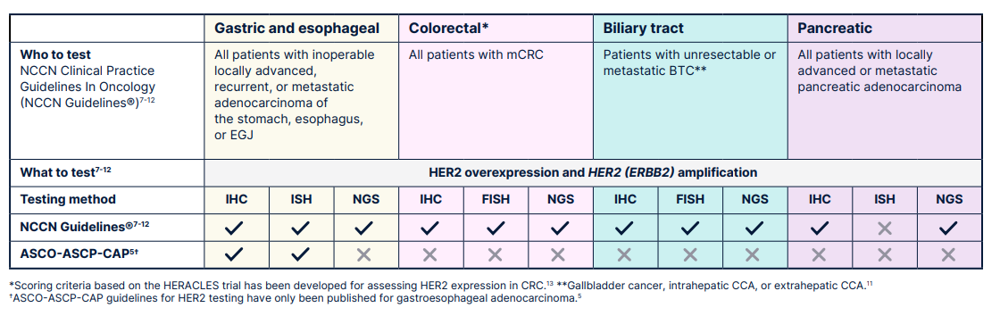 Gastric and esophageal Colorectal* Biliary tract Pancreatic
Who to test
NCCN Clinical Practice
Guidelines In Oncology
(NCCN Guidelines®)7-12
All patients with inoperable
locally advanced,
recurrent, or metastatic
adenocarcinoma of
the stomach, esophagus,
or EGJ
All patients with mCRC
Patients with unresectable or
metastatic BTC**
All patients with locally
advanced or metastatic
pancreatic adenocarcinoma
What to test7-12 HER2 overexpression and HER2 (ERBB2) amplification
Testing method IHC ISH NGS IHC FISH NGS IHC FISH NGS IHC ISH NGS
NCCN Guidelines®7-12 ✓ ✓ ✓ ✓ ✓ ✓ ✓ ✓ ✓ ✓ ✕ ✓
ASCO-ASCP-CAP5† ✓ ✓ ✕ ✕ ✕ ✕ ✕ ✕ ✕ ✕ ✕ ✕
*Scoring criteria based on the HERACLES trial has been developed for assessing HER2 expression in CRC.13 **Gallbladder cancer, intrahepatic CCA, or extrahepatic CCA.11
†ASCO-ASCP-CAP guidelines for HER2 testing have only been published for gastroesophageal adenocarcinoma.5